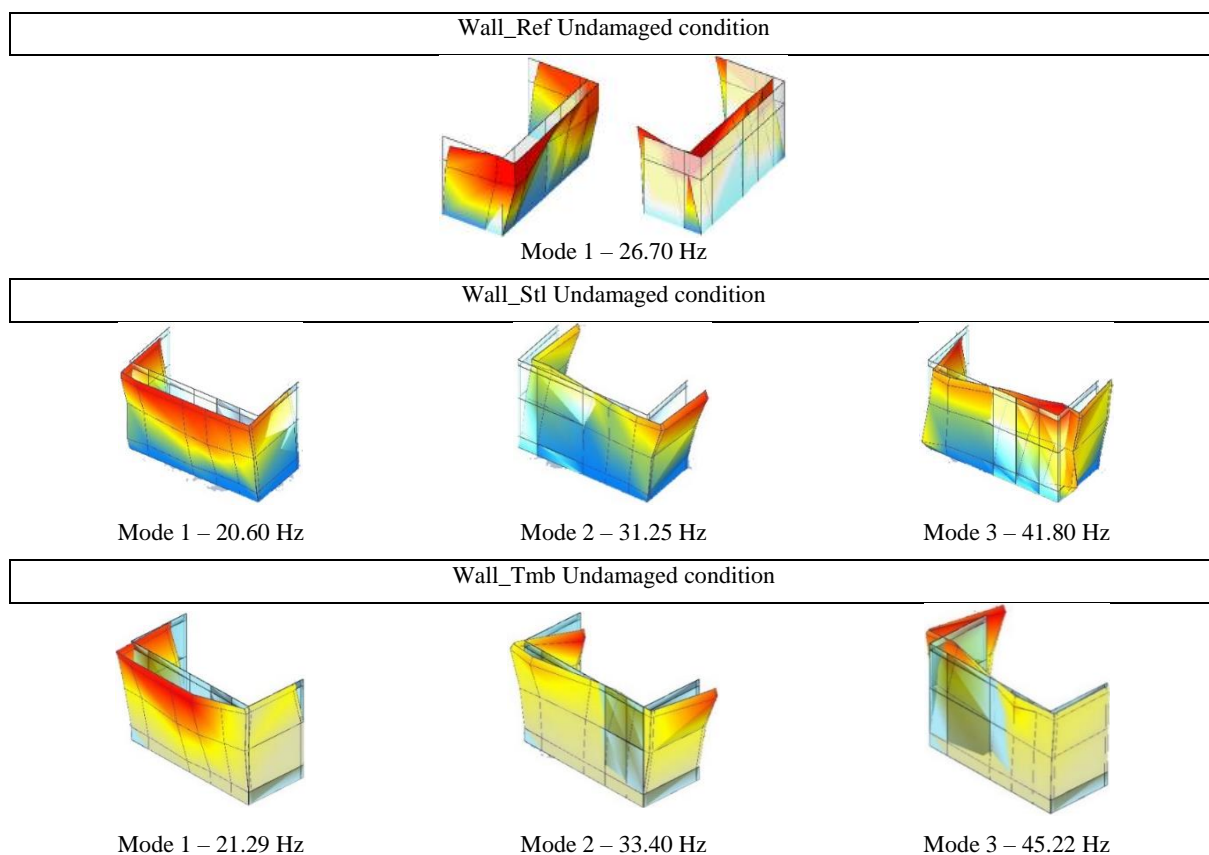 Wall_Ref Undamaged condition
Mode 1 – 26.70 Hz
Wall_Stl Undamaged condition
Mode 1 – 20.60 Hz
Mode 2 – 31.25 Hz
Mode 3 – 41.80 Hz
Wall_Tmb Undamaged condition
Mode 1 – 21.29 Hz
Mode 2 – 33.40 Hz
Mode 3 – 45.22 Hz